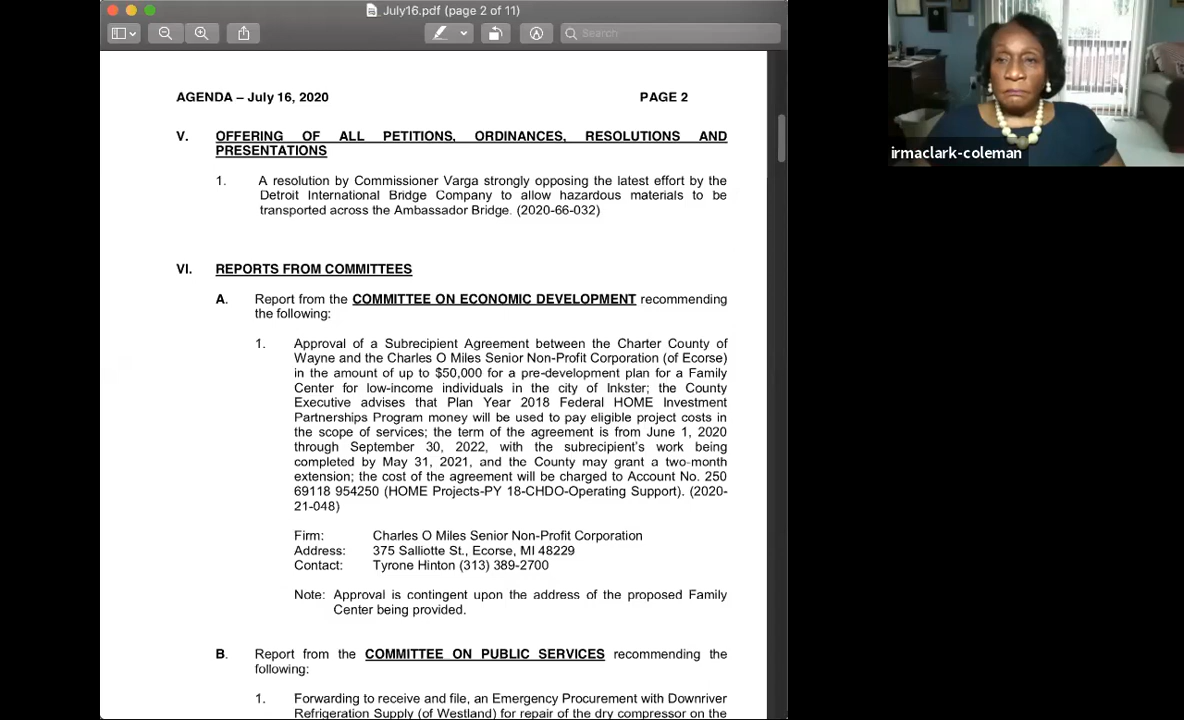 July16.pdf (page 2 of 11)
Search
AGENDA – July 16, 2020 PAGE 2
V. OFFERING OF ALL PETITIONS, ORDINANCES, RESOLUTIONS AND
PRESENTATIONS
1. A resolution by Commissioner Varga strongly opposing the latest effort by the
Detroit International Bridge Company to allow hazardous materials to be
transported across the Ambassador Bridge. (2020-66-032)
VI. REPORTS FROM COMMITTEES
A. Report from the COMMITTEE ON ECONOMIC DEVELOPMENT recommending
the following:
1. Approval of a Subrecipient Agreement between the Charter County of
Wayne and the Charles O Miles Senior Non-Profit Corporation (of Ecorse)
in the amount of up to $50,000 for a pre-development plan for a Family
Center for low-income individuals in the city of Inkster; the County
Executive advises that Plan Year 2018 Federal HOME Investment
Partnerships Program money will be used to pay eligible project costs in
the scope of services; the term of the agreement is from June 1, 2020
through September 30, 2022, with the subrecipient's work being
completed by May 31, 2021, and the County may grant a two-month
extension; the cost of the agreement will be charged to Account No. 250
69118 954250 (HOME Projects-PY 18-CHDO-Operating Support). (2020-
21-048)
Firm: Charles O Miles Senior Non-Profit Corporation
Address: 375 Salliotte St., Ecorse, MI 48229
Contact: Tyrone Hinton (313) 389-2700
Note: Approval is contingent upon the address of the proposed Family
Center being provided.
B. Report from the COMMITTEE ON PUBLIC SERVICES recommending the
following:
1. Forwarding to receive and file, an Emergency Procurement with Downriver
Refrigeration Supply (of Westland) for repair of the dry compressor on the
irmaclark-coleman